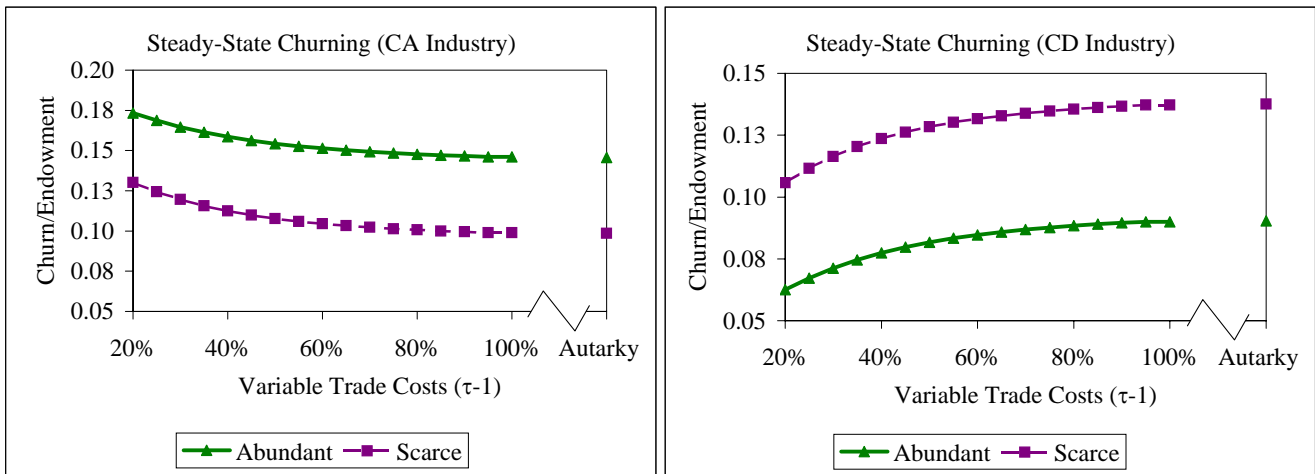 Steady-State Churning (CA Industry)
Churn/Endowment
0.20
0.18
0.15
0.13
0.10
0.08
0.05
20% 40% 60% 80% 100% Autarky
Variable Trade Costs (τ-1)
Abundant Scarce
Steady-State Churning (CD Industry)
Churn/Endowment
0.15
0.13
0.10
0.08
0.05
20% 40% 60% 80% 100% Autarky
Variable Trade Costs (τ-1)
Abundant Scarce